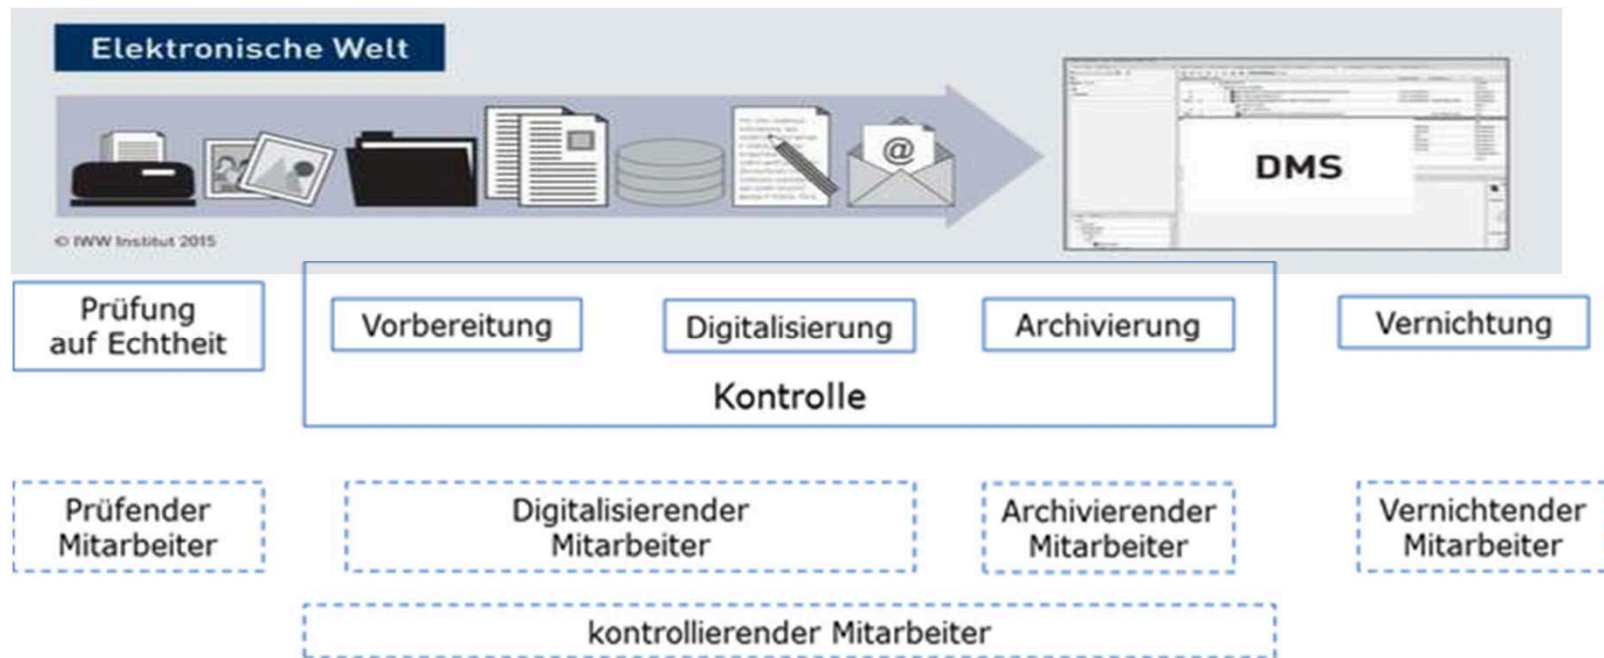 Elektronische Welt
@
DMS
© IWW Institut 2015
Prüfung
auf Echtheit
Vorbereitung
Digitalisierung
Archivierung
Vernichtung
Kontrolle
Prüfender
Mitarbeiter
Digitalisierender
Mitarbeiter
Archivierender
Mitarbeiter
Vernichtender
Mitarbeiter
kontrollierender Mitarbeiter